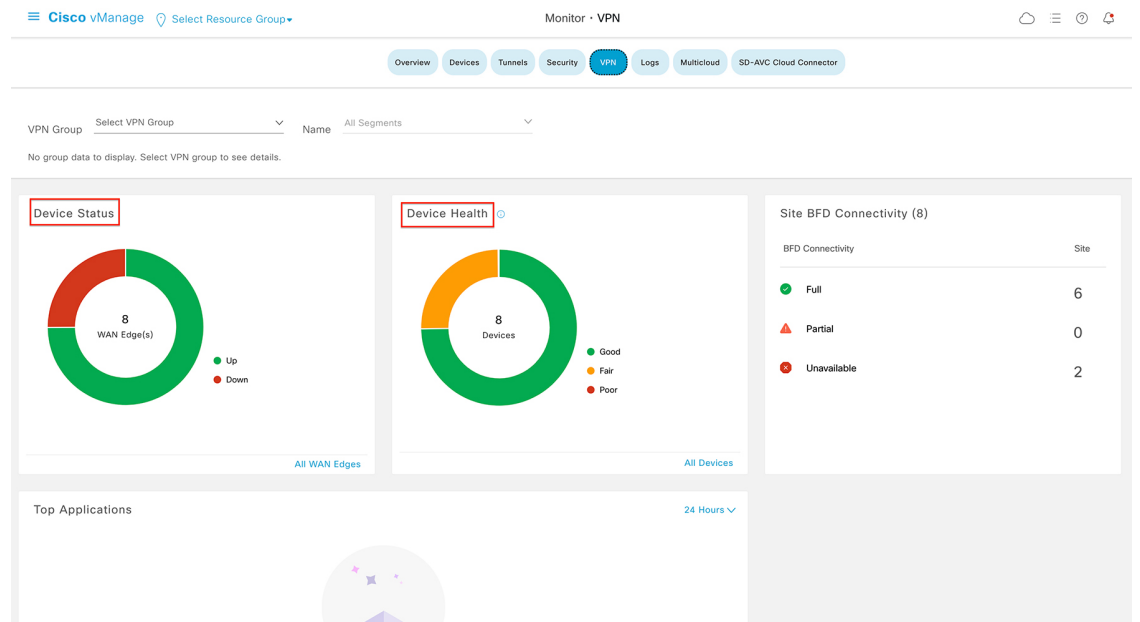 Cisco vManage
Select Resource Group
Monitor · VPN
Overview
Devices
Tunnels
Security
VPN
Logs
Multicloud
SD-AVC Cloud Connector
VPN Group
Select VPN Group
Name
All Segments
No group data to display. Select VPN group to see details.
Device Status
8
WAN Edge(s)
Up
Down
All WAN Edges
Device Health
8
Devices
Good
Fair
Poor
All Devices
Site BFD Connectivity (8)
BFD Connectivity Site
Full 6
Partial 0
Unavailable 2
Top Applications
24 Hours